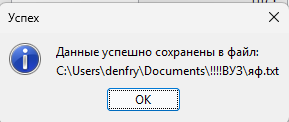 Успех
Данные успешно сохранены в файл:
C:\Users\denfry\Documents\!!!!ВУЗ\яф.txt
OK